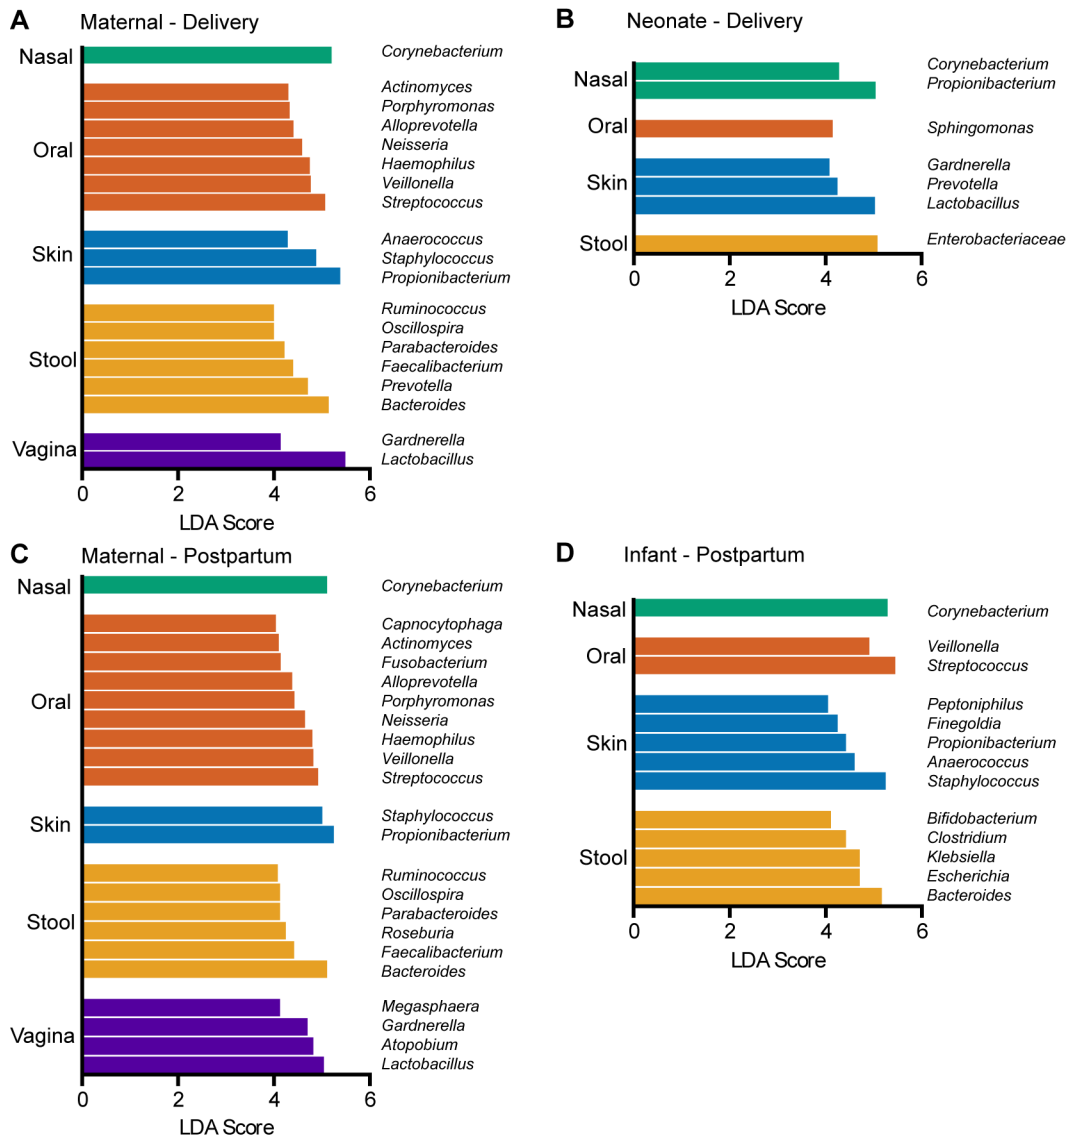 A Maternal - Delivery
Nasal Corynebacterium
Actinomyces
Porphyromonas
Alloprevotella
Oral Neisseria
Haemophilus
Veillonella
Streptococcus
Anaerococcus
Skin Staphylococcus
Propionibacterium
Ruminococcus
Oscillospira
Parabacteroides
Stool Faecalibacterium
Prevotella
Bacteroides
Gardnerella
Vagina Lactobacillus
0 2 4 6
LDA Score
B Neonate - Delivery
Corynebacterium
Nasal Propionibacterium
Oral Sphingomonas
Gardnerella
Skin Prevotella
Lactobacillus
Stool Enterobacteriaceae
0 2 4 6
LDA Score
C Maternal - Postpartum
Nasal Corynebacterium
Capnocytophaga
Actinomyces
Fusobacterium
Alloprevotella
Oral Porphyromonas
Neisseria
Haemophilus
Veillonella
Streptococcus
Staphylococcus
Skin Propionibacterium
Ruminococcus
Oscillospira
Parabacteroides
Stool Roseburia
Faecalibacterium
Bacteroides
Megasphaera
Gardnerella
Vagina Atopobium
Lactobacillus
0 2 4 6
LDA Score
D Infant - Postpartum
Nasal Corynebacterium
Veillonella
Oral Streptococcus
Peptoniphilus
Finegoldia
Skin Propionibacterium
Anaerococcus
Staphylococcus
Bifidobacterium
Clostridium
Stool Klebsiella
Escherichia
Bacteroides
0 2 4 6
LDA Score